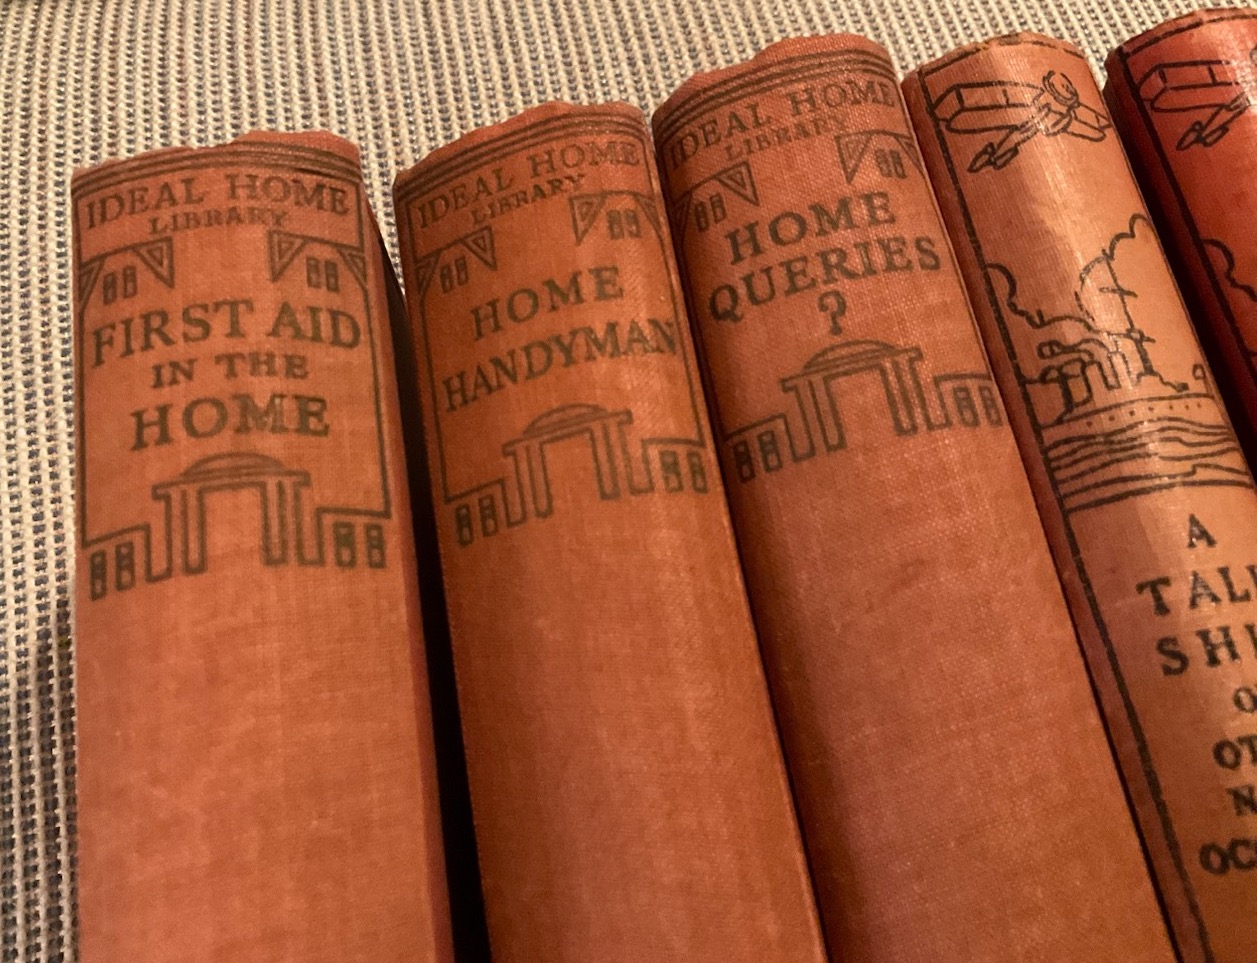 IDEAL HOME
LIBRARY
FIRST AID
IN THE
HOME
IDEAL HOME
LIBRARY
HOME
HANDYMAN
IDEAL HOME
LIBRARY
HOME
QUERIES
?
A